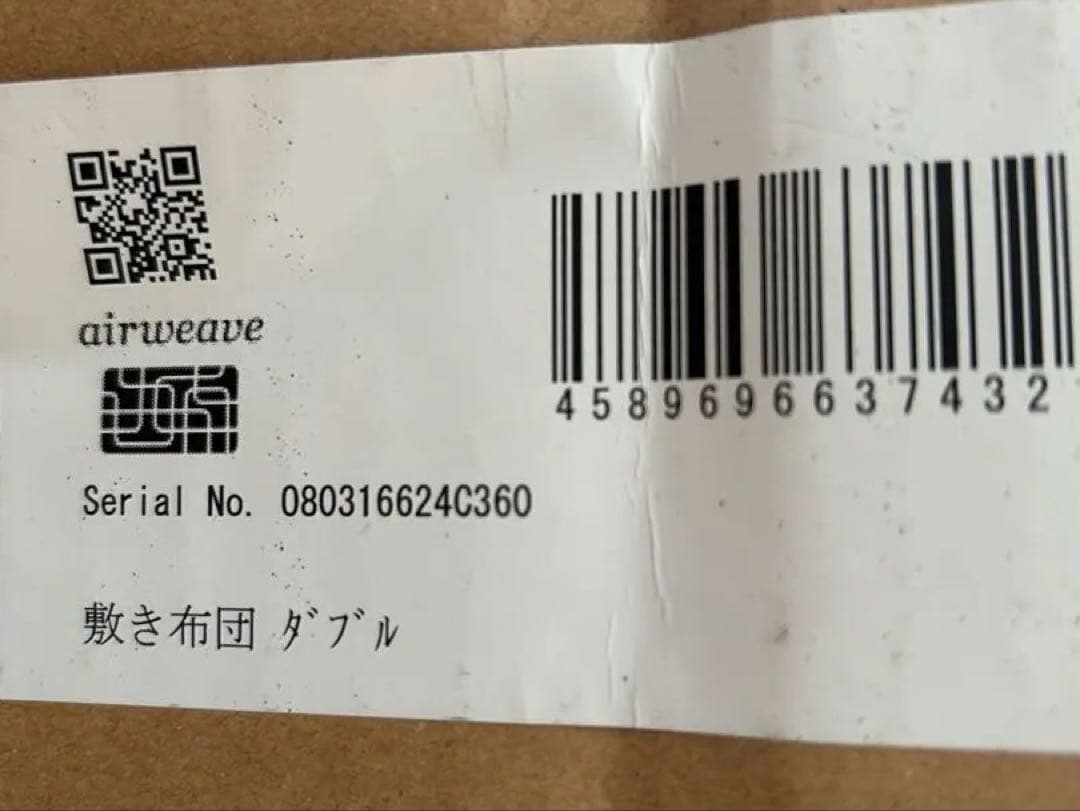 airweave
4589696637432
Serial No. 080316624C360
敷き布団 ﾀﾞﾌﾞﾙ